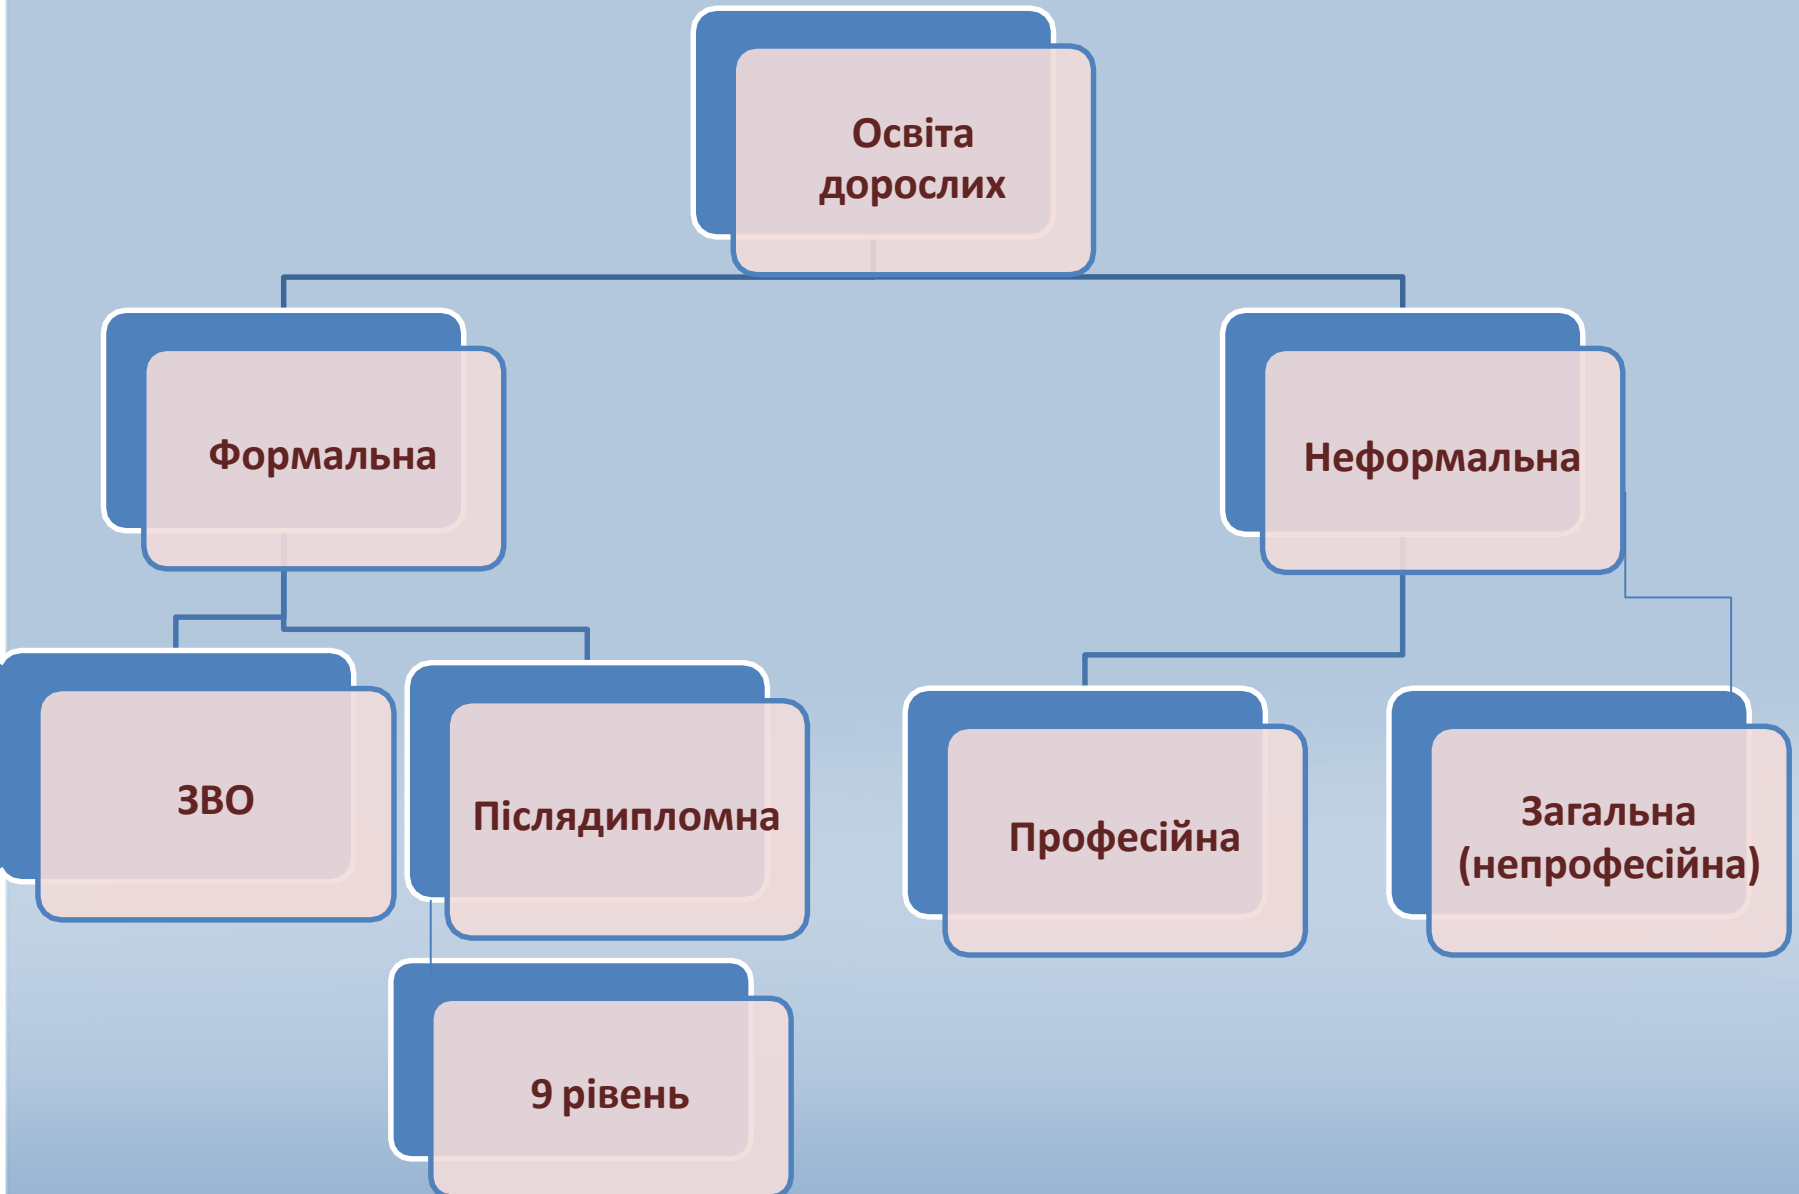 Освіта
дорослих
Формальна
Неформальна
ЗВО
Післядипломна
Професійна
Загальна
(непрофесійна)
9 рівень